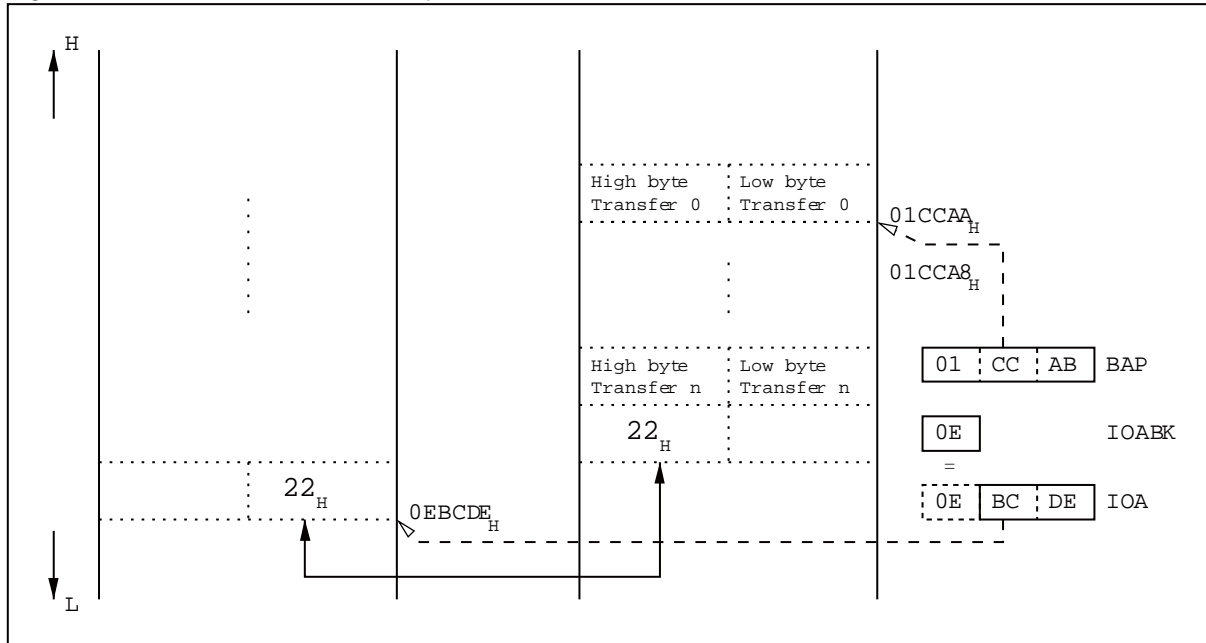 H
High byte Low byte
Transfer 0 Transfer 0
01CCAAH
01CCA8H
High byte Low byte
Transfer n Transfer n
01 CC AB BAP
22H
0E IOABK
=
22H
0E BC DE IOA
0EBCDEH
L